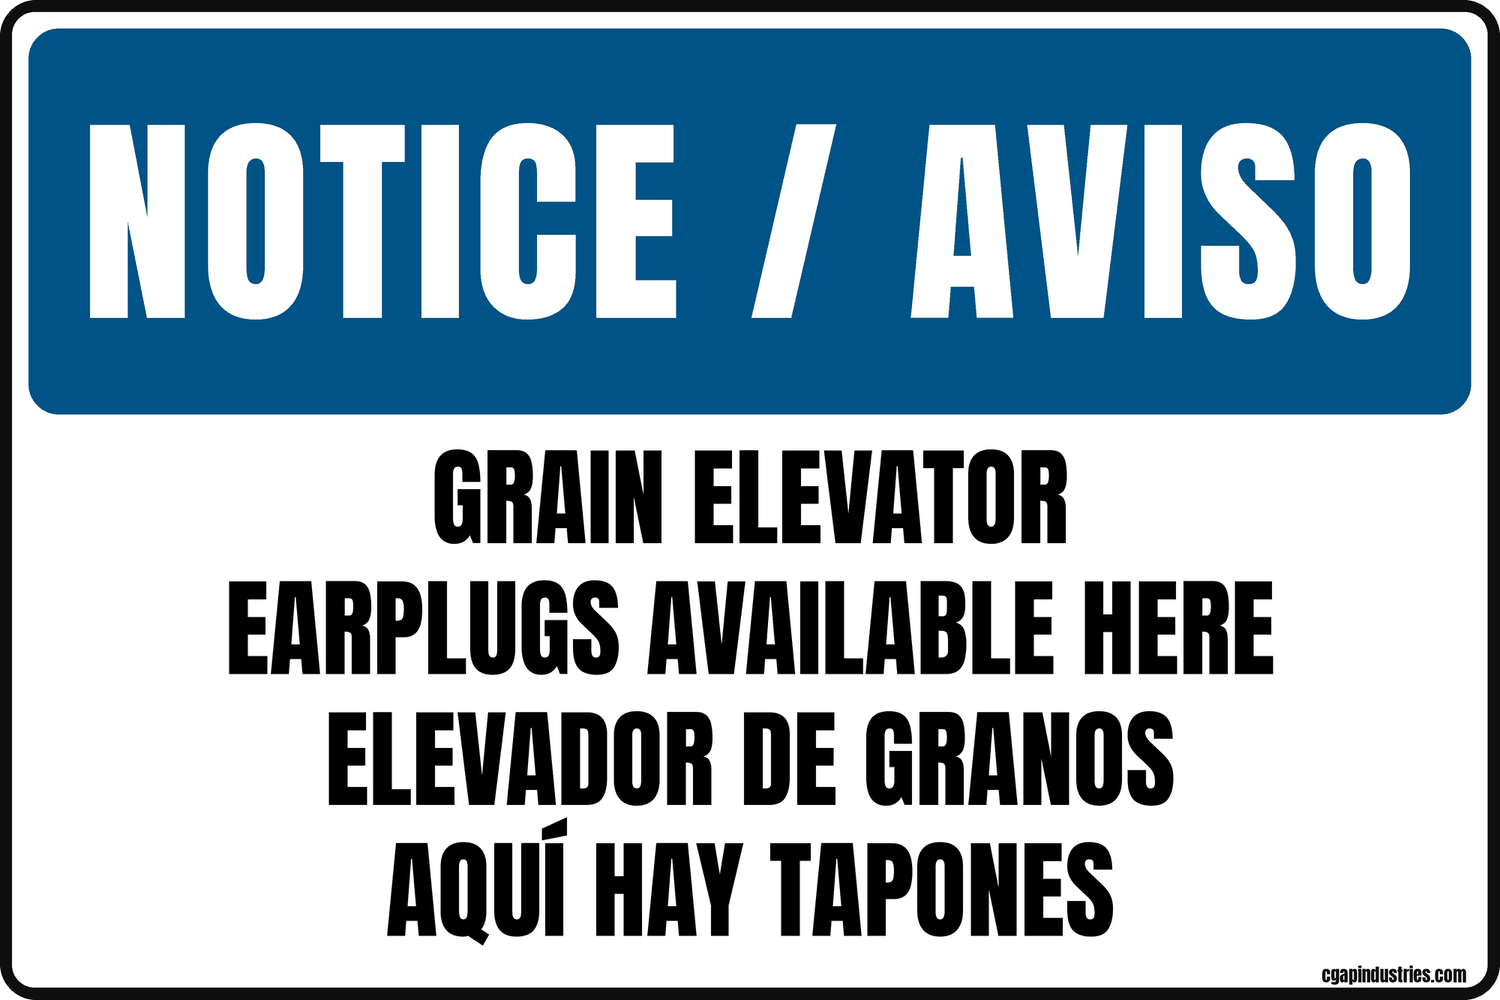 NOTICE / AVISO
GRAIN ELEVATOR
EARPLUGS AVAILABLE HERE
ELEVADOR DE GRANOS
AQUÍ HAY TAPONES
cgapindustries.com